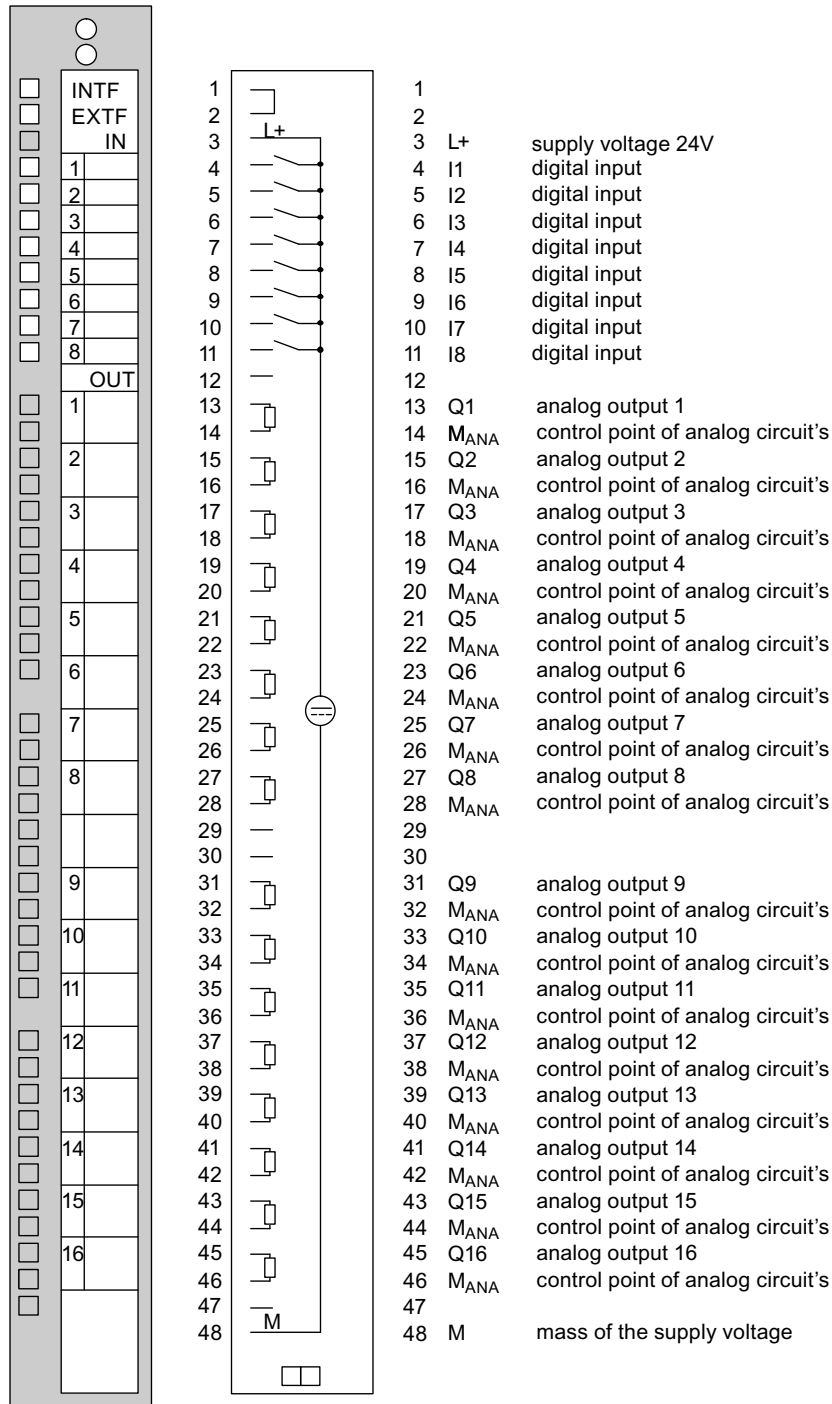 INTF
EXTF
IN
1
2
3
4
5
6
7
8
OUT
1
2
3
4
5
6
7
8
9
10
11
12
13
14
15
16
1
2
3 L+
4
5
6
7
8
9
10
11
12
13
14
15
16
17
18
19
20
21
22
23
24
25
26
27
28
29
30
31
32
33
34
35
36
37
38
39
40
41
42
43
44
45
46
47
48 M
1
2
3 L+ supply voltage 24V
4 I1 digital input
5 I2 digital input
6 I3 digital input
7 I4 digital input
8 I5 digital input
9 I6 digital input
10 I7 digital input
11 I8 digital input
12
13 Q1 analog output 1
14 MANA control point of analog circuit's
15 Q2 analog output 2
16 MANA control point of analog circuit's
17 Q3 analog output 3
18 MANA control point of analog circuit's
19 Q4 analog output 4
20 MANA control point of analog circuit's
21 Q5 analog output 5
22 MANA control point of analog circuit's
23 Q6 analog output 6
24 MANA control point of analog circuit's
25 Q7 analog output 7
26 MANA control point of analog circuit's
27 Q8 analog output 8
28 MANA control point of analog circuit's
29
30
31 Q9 analog output 9
32 MANA control point of analog circuit's
33 Q10 analog output 10
34 MANA control point of analog circuit's
35 Q11 analog output 11
36 MANA control point of analog circuit's
37 Q12 analog output 12
38 MANA control point of analog circuit's
39 Q13 analog output 13
40 MANA control point of analog circuit's
41 Q14 analog output 14
42 MANA control point of analog circuit's
43 Q15 analog output 15
44 MANA control point of analog circuit's
45 Q16 analog output 16
46 MANA control point of analog circuit's
47
48 M mass of the supply voltage